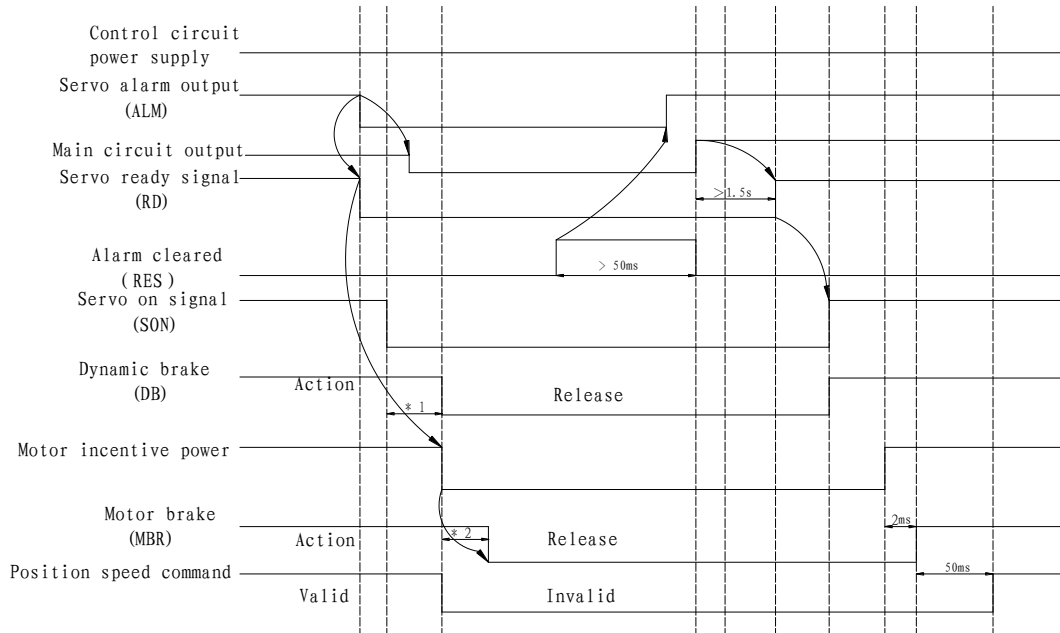 Control circuit
power supply
Servo alarm output
(ALM)
Main circuit output
Servo ready signal
(RD)
>1.5s
Alarm cleared
(RES)
> 50ms
Servo on signal
(SON)
Dynamic brake
(DB)
Action
Release
* 1
Motor incentive power
Motor brake
(MBR)
Action
* 2
Release
2ms
Position speed command
50ms
Valid
Invalid